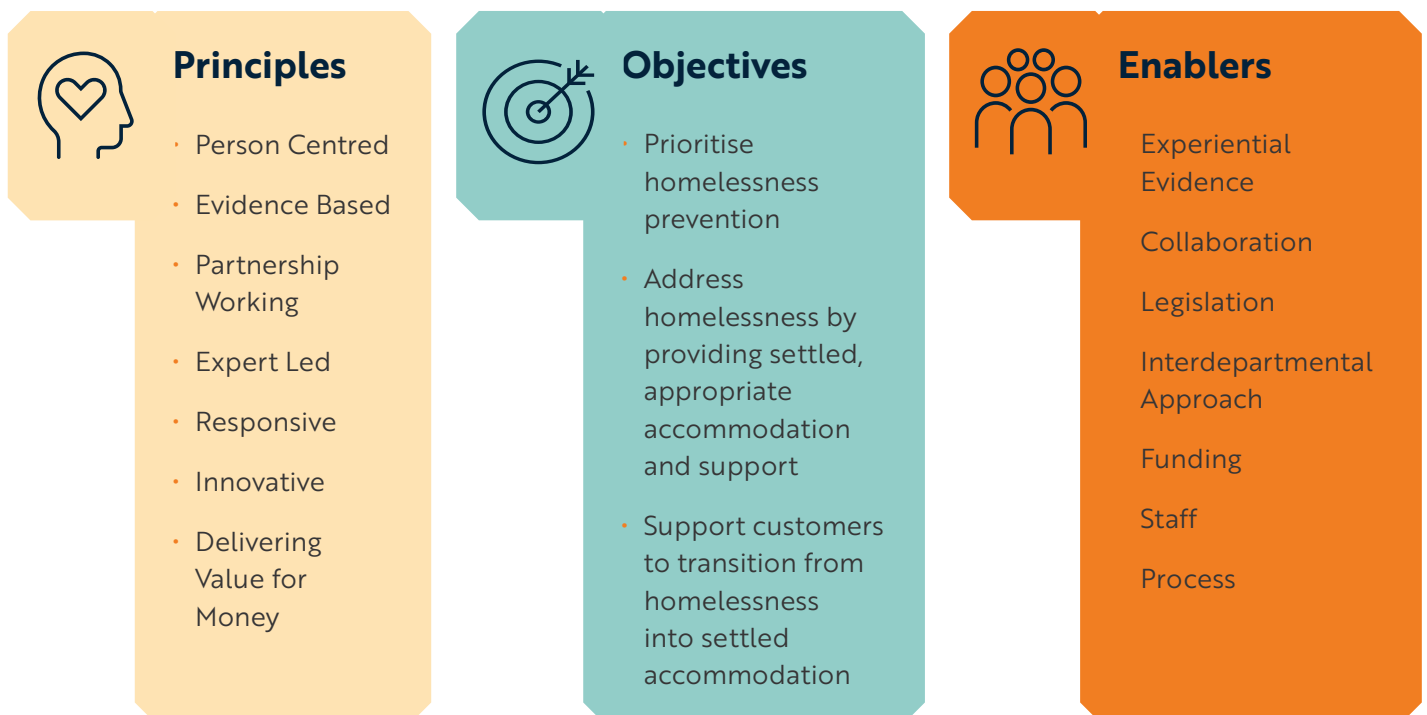 Principles
· Person Centred
· Evidence Based
· Partnership
Working
· Expert Led
· Responsive
· Innovative
· Delivering
Value for
Money
Objectives
· Prioritise
homelessness
prevention
· Address
homelessness by
providing settled,
appropriate
accommodation
and support
· Support customers
to transition from
homelessness
into settled
accommodation
Enablers
Experiential
Evidence
Collaboration
Legislation
Interdepartmental
Approach
Funding
Staff
Process